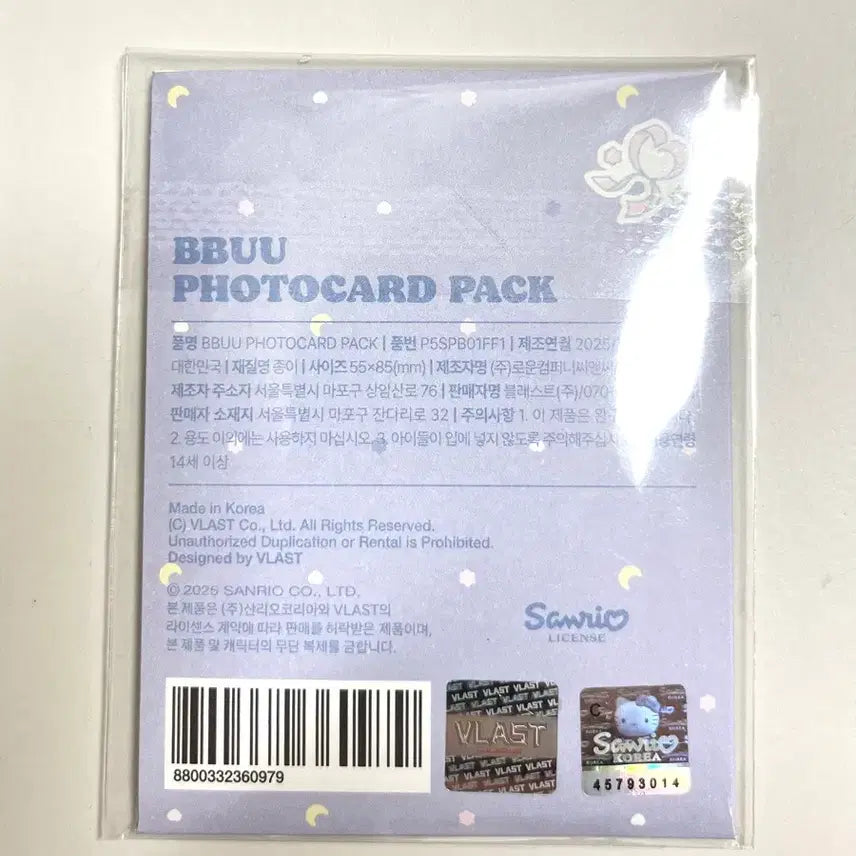 BBUU
PHOTOCARD PACK
품명 BBUU PHOTOCARD PACK | 품번 P5SPB01FF1 | 제조연월 2025/
대한민국 | 재질명 종이 | 사이즈 55×85(mm) | 제조자명 (주)로운컴퍼니씨앤씨
제조자 주소지 서울특별시 마포구 상암산로 76 | 판매자명 블래스트(주)/070-
판매자 소재지 서울특별시 마포구 잔다리로 32 | 주의사항 1. 이 제품은
2. 용도 이외에는 사용하지 마십시오. 3. 아이들이 입에 넣지 않도록 주의해주십
14세 이상
Made in Korea
(C) VLAST Co., Ltd. All Rights Reserved.
Unauthorized Duplication or Rental is Prohibited.
Designed by VLAST
© 2025 SANRIO CO., LTD.
본 제품은 (주)산리오코리아와 VLAST의
라이센스 계약에 따라 판매를 허락받은 제품이며,
본 제품 및 캐릭터의 무단 복제를 금합니다.
Sanrio
LICENSE
8800332360979
VLAST
C
Sanrio
KOREA
45793014